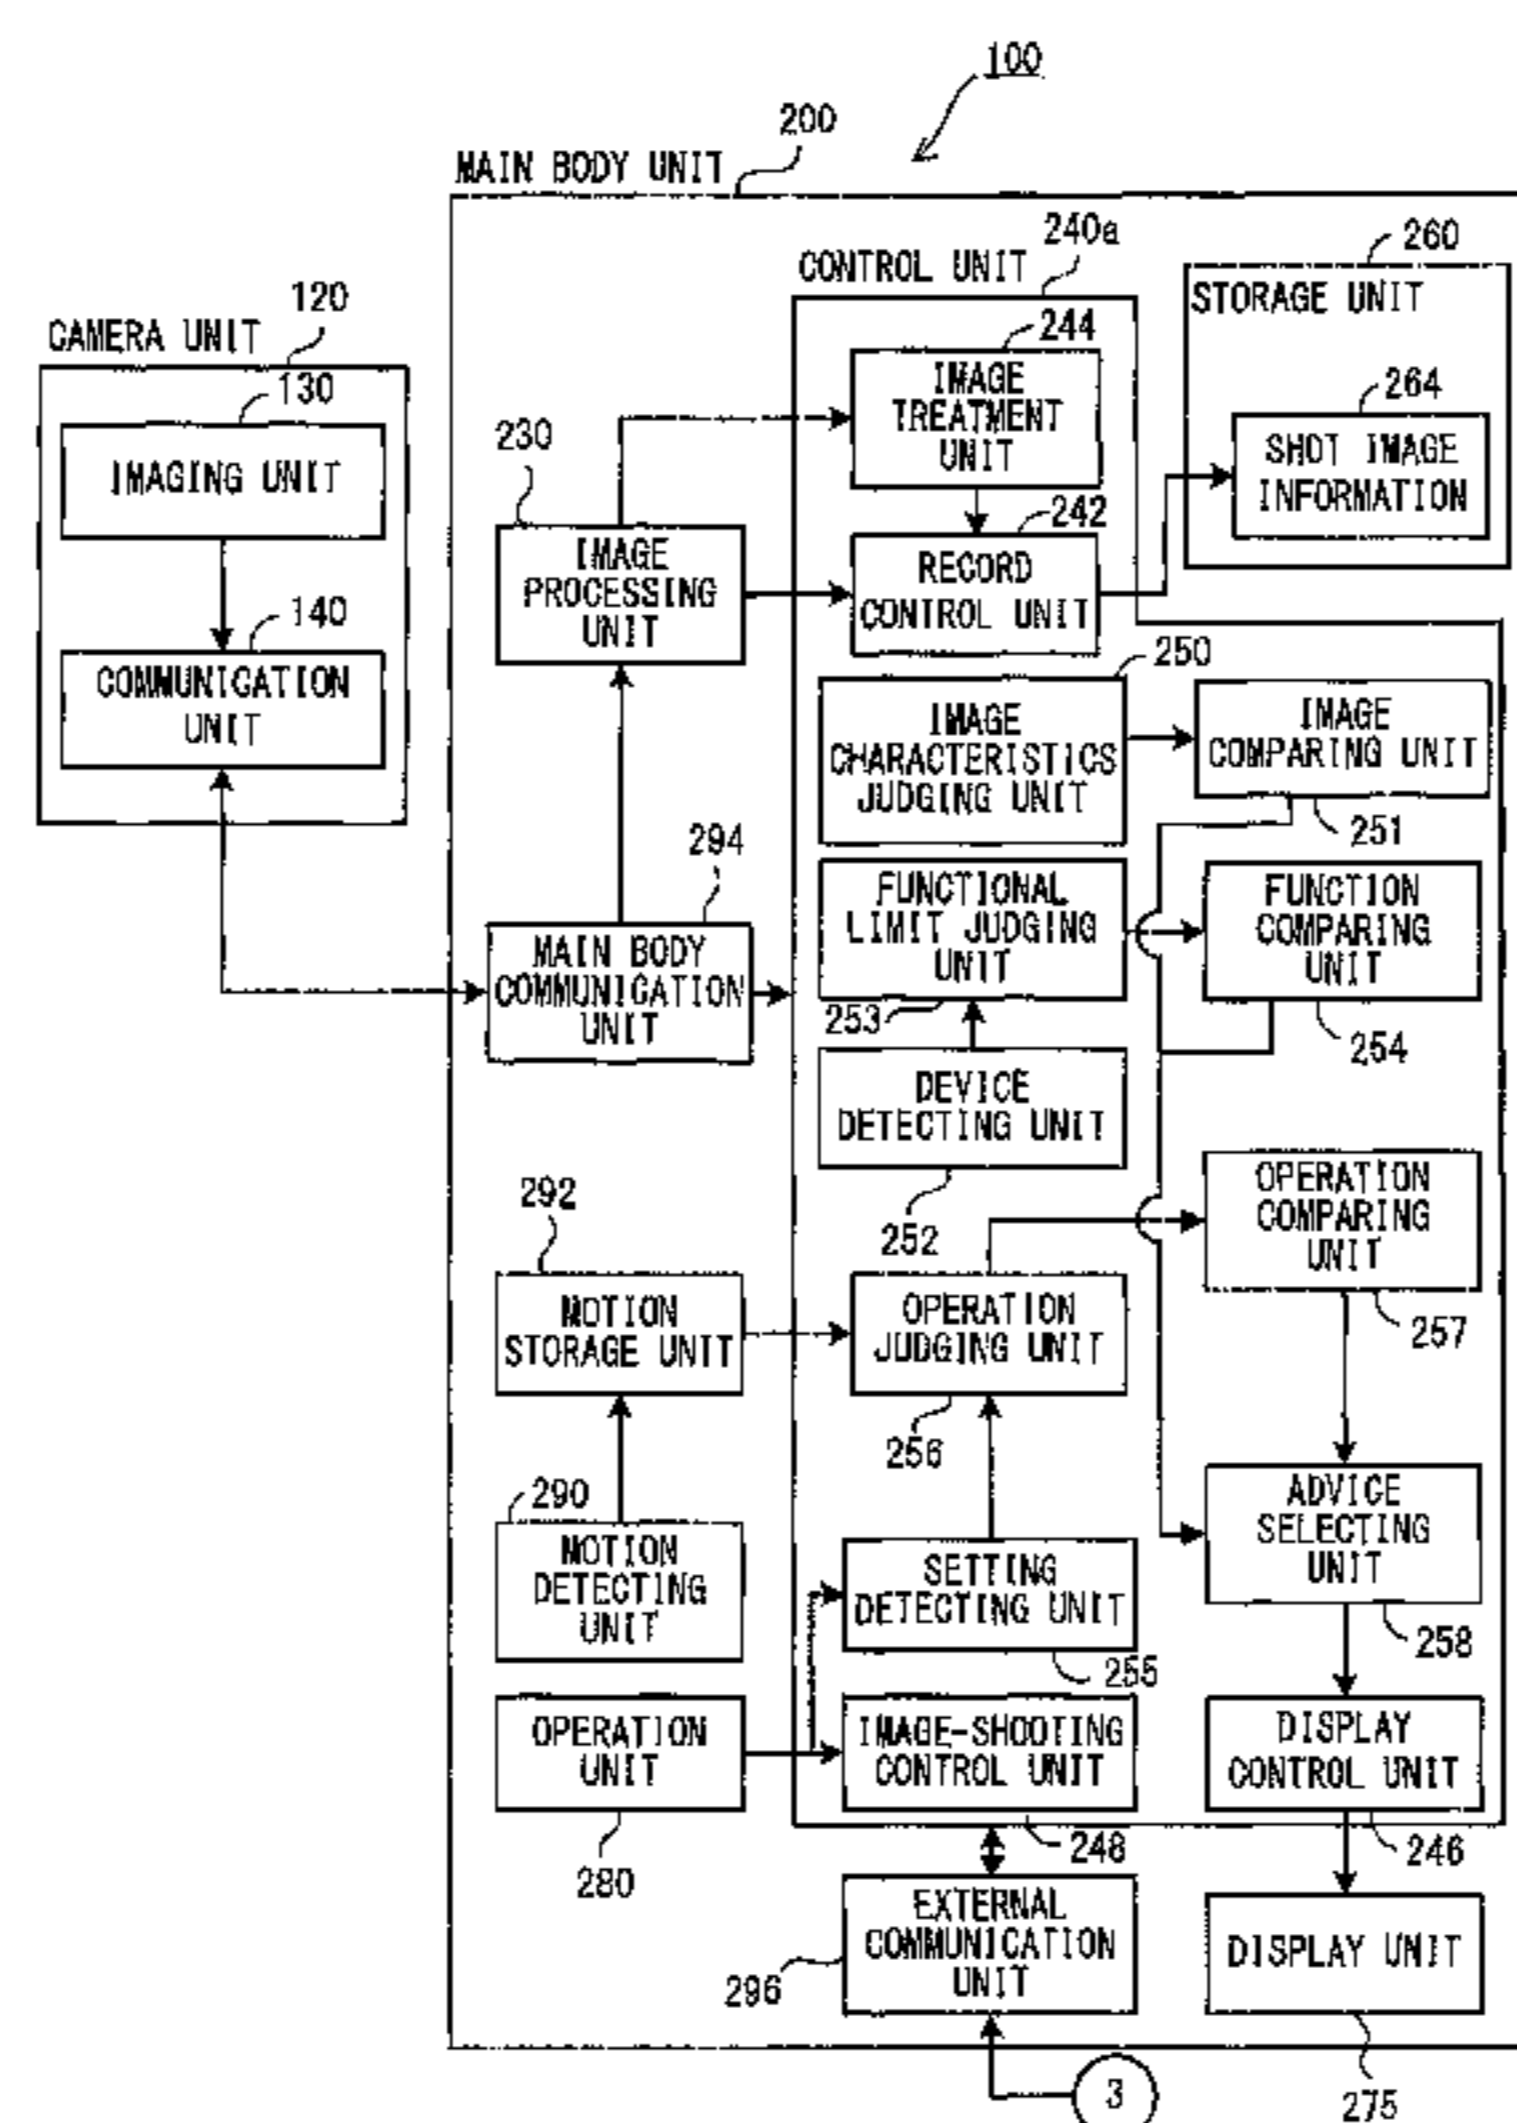 100
200
MAIN BODY UNIT
240a
CONTROL UNIT
260
STORAGE UNIT
120
CAMERA UNIT
130
IMAGING UNIT
140
COMMUNICATION
UNIT
244
IMAGE
TREATMENT
UNIT
264
SHOT IMAGE
INFORMATION
230
IMAGE
PROCESSING
UNIT
242
RECORD
CONTROL UNIT
250
IMAGE
CHARACTERISTICS
JUDGING UNIT
IMAGE
COMPARING UNIT
251
294
MAIN BODY
COMMUNICATION
UNIT
FUNCTIONAL
LIMIT JUDGING
UNIT
253
FUNCTION
COMPARING
UNIT
254
DEVICE
DETECTING UNIT
252
OPERATION
COMPARING
UNIT
257
292
MOTION
STORAGE UNIT
OPERATION
JUDGING UNIT
256
290
MOTION
DETECTING
UNIT
SETTING
DETECTING UNIT
255
ADVICE
SELECTING
UNIT
258
OPERATION
UNIT
280
IMAGE-SHOOTING
CONTROL UNIT
248
DISPLAY
CONTROL UNIT
246
EXTERNAL
COMMUNICATION
UNIT
296
DISPLAY UNIT
275
3